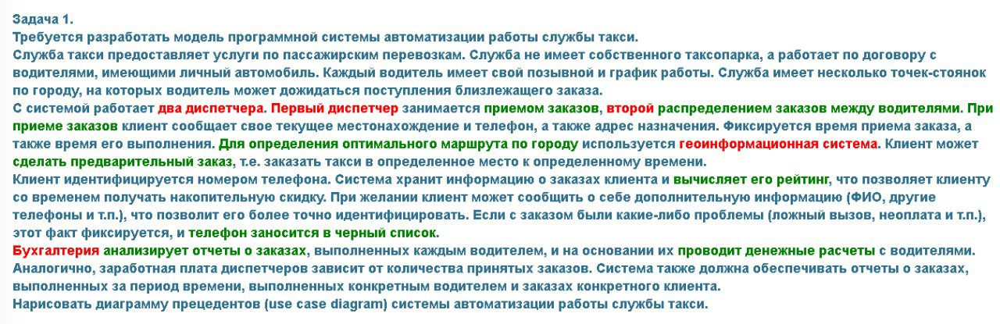 Задача 1.
Требуется разработать модель программной системы автоматизации работы службы такси.
Служба такси предоставляет услуги по пассажирским перевозкам. Служба не имеет собственного таксопарка, а работает по договору с
водителями, имеющими личный автомобиль. Каждый водитель имеет свой позывной и график работы. Служба имеет несколько точек-стоянок
по городу, на которых водитель может дожидаться поступления близлежащего заказа.
С системой работает два диспетчера. Первый диспетчер занимается приемом заказов, второй распределением заказов между водителями. При
приеме заказов клиент сообщает свое текущее местонахождение и телефон, а также адрес назначения. Фиксируется время приема заказа, а
также время его выполнения. Для определения оптимального маршрута по городу используется геоинформационная система. Клиент может
сделать предварительный заказ, т.е. заказать такси в определенное место к определенному времени.
Клиент идентифицируется номером телефона. Система хранит информацию о заказах клиента и вычисляет его рейтинг, что позволяет клиенту
со временем получать накопительную скидку. При желании клиент может сообщить о себе дополнительную информацию (ФИО, другие
телефоны и т.п.), что позволит его более точно идентифицировать. Если с заказом были какие-либо проблемы (ложный вызов, неоплата и т.п.),
этот факт фиксируется, и телефон заносится в черный список.
Бухгалтерия анализирует отчеты о заказах, выполненных каждым водителем, и на основании их проводит денежные расчеты с водителями.
Аналогично, заработная плата диспетчеров зависит от количества принятых заказов. Система также должна обеспечивать отчеты о заказах,
выполненных за период времени, выполненных конкретным водителем и заказах конкретного клиента.
Нарисовать диаграмму прецедентов (use case diagram) системы автоматизации работы службы такси.